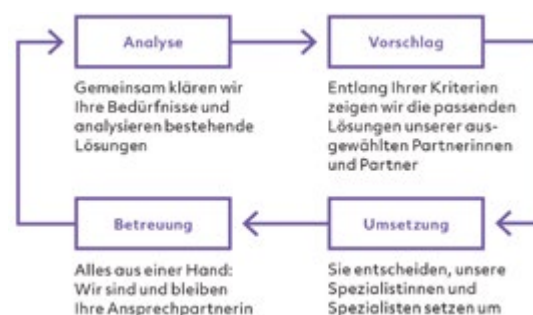 Analyse
Gemeinsam klären wir
Ihre Bedürfnisse und
analysieren bestehende
Lösungen
Vorschlag
Entlang Ihrer Kriterien
zeigen wir die passenden
Lösungen unserer aus-
gewählten Partnerinnen
und Partner
Betreuung
Alles aus einer Hand:
Wir sind und bleiben
Ihre Ansprechpartnerin
Umsetzung
Sie entscheiden, unsere
Spezialistinnen und
Spezialisten setzen um